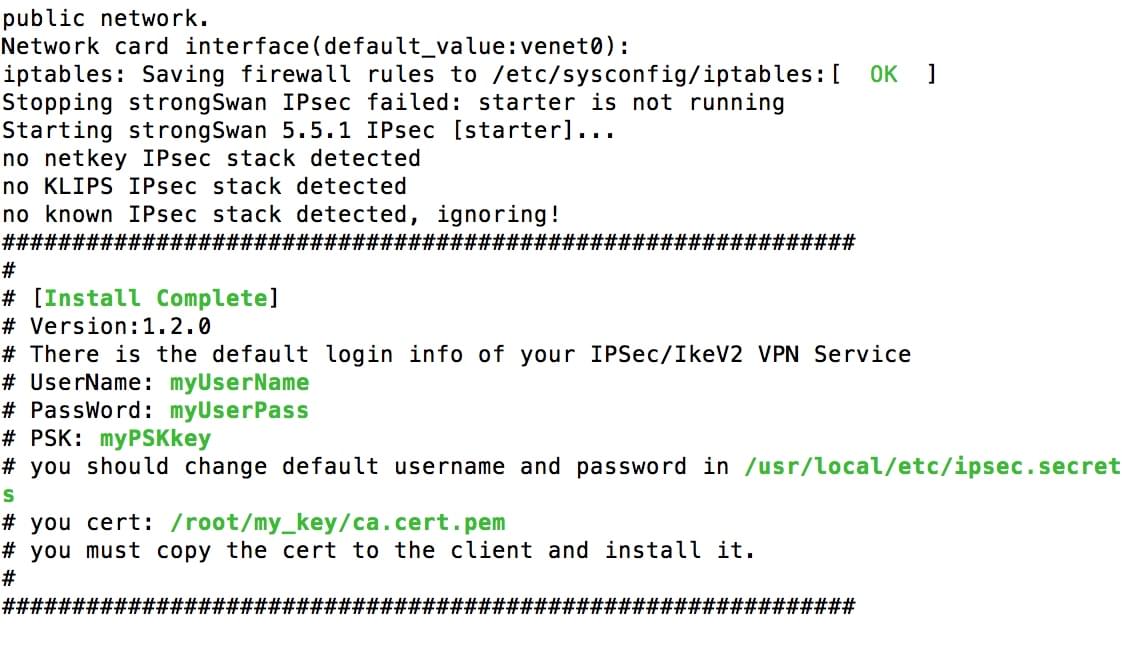 public network.
Network card interface(default_value:venet0):
iptables: Saving firewall rules to /etc/sysconfig/iptables:[  OK  ]
Stopping strongSwan IPsec failed: starter is not running
Starting strongSwan 5.5.1 IPsec [starter]...
no netkey IPsec stack detected
no KLIPS IPsec stack detected
no known IPsec stack detected, ignoring!
#############################################################
#
# [Install Complete]
# Version:1.2.0
# There is the default login info of your IPSec/IkeV2 VPN Service
# UserName: myUserName
# PassWord: myUserPass
# PSK: myPSKkey
# you should change default username and password in /usr/local/etc/ipsec.secret
s
# you cert: /root/my_key/ca.cert.pem
# you must copy the cert to the client and install it.
#
#############################################################